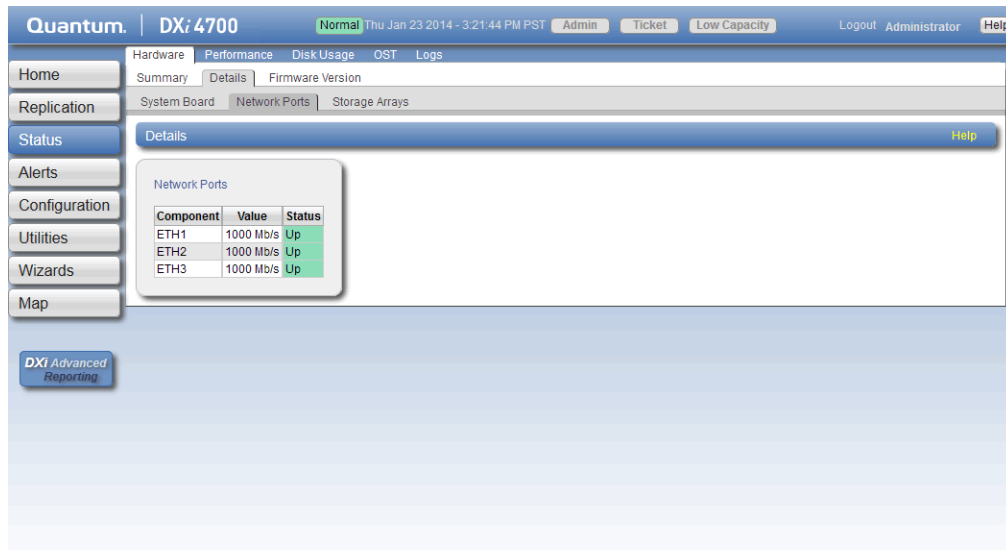 Quantum. | DXi 4700 Normal Thu Jan 23 2014 - 3:21:44 PM PST Admin Ticket Low Capacity Logout Administrator Help
Hardware Performance Disk Usage OST Logs
Summary Details Firmware Version
System Board Network Ports Storage Arrays
Home
Replication
Status
Alerts
Configuration
Utilities
Wizards
Map
DXi Advanced
Reporting
Details Help
Network Ports
Component Value Status
ETH1 1000 Mb/s Up
ETH2 1000 Mb/s Up
ETH3 1000 Mb/s Up